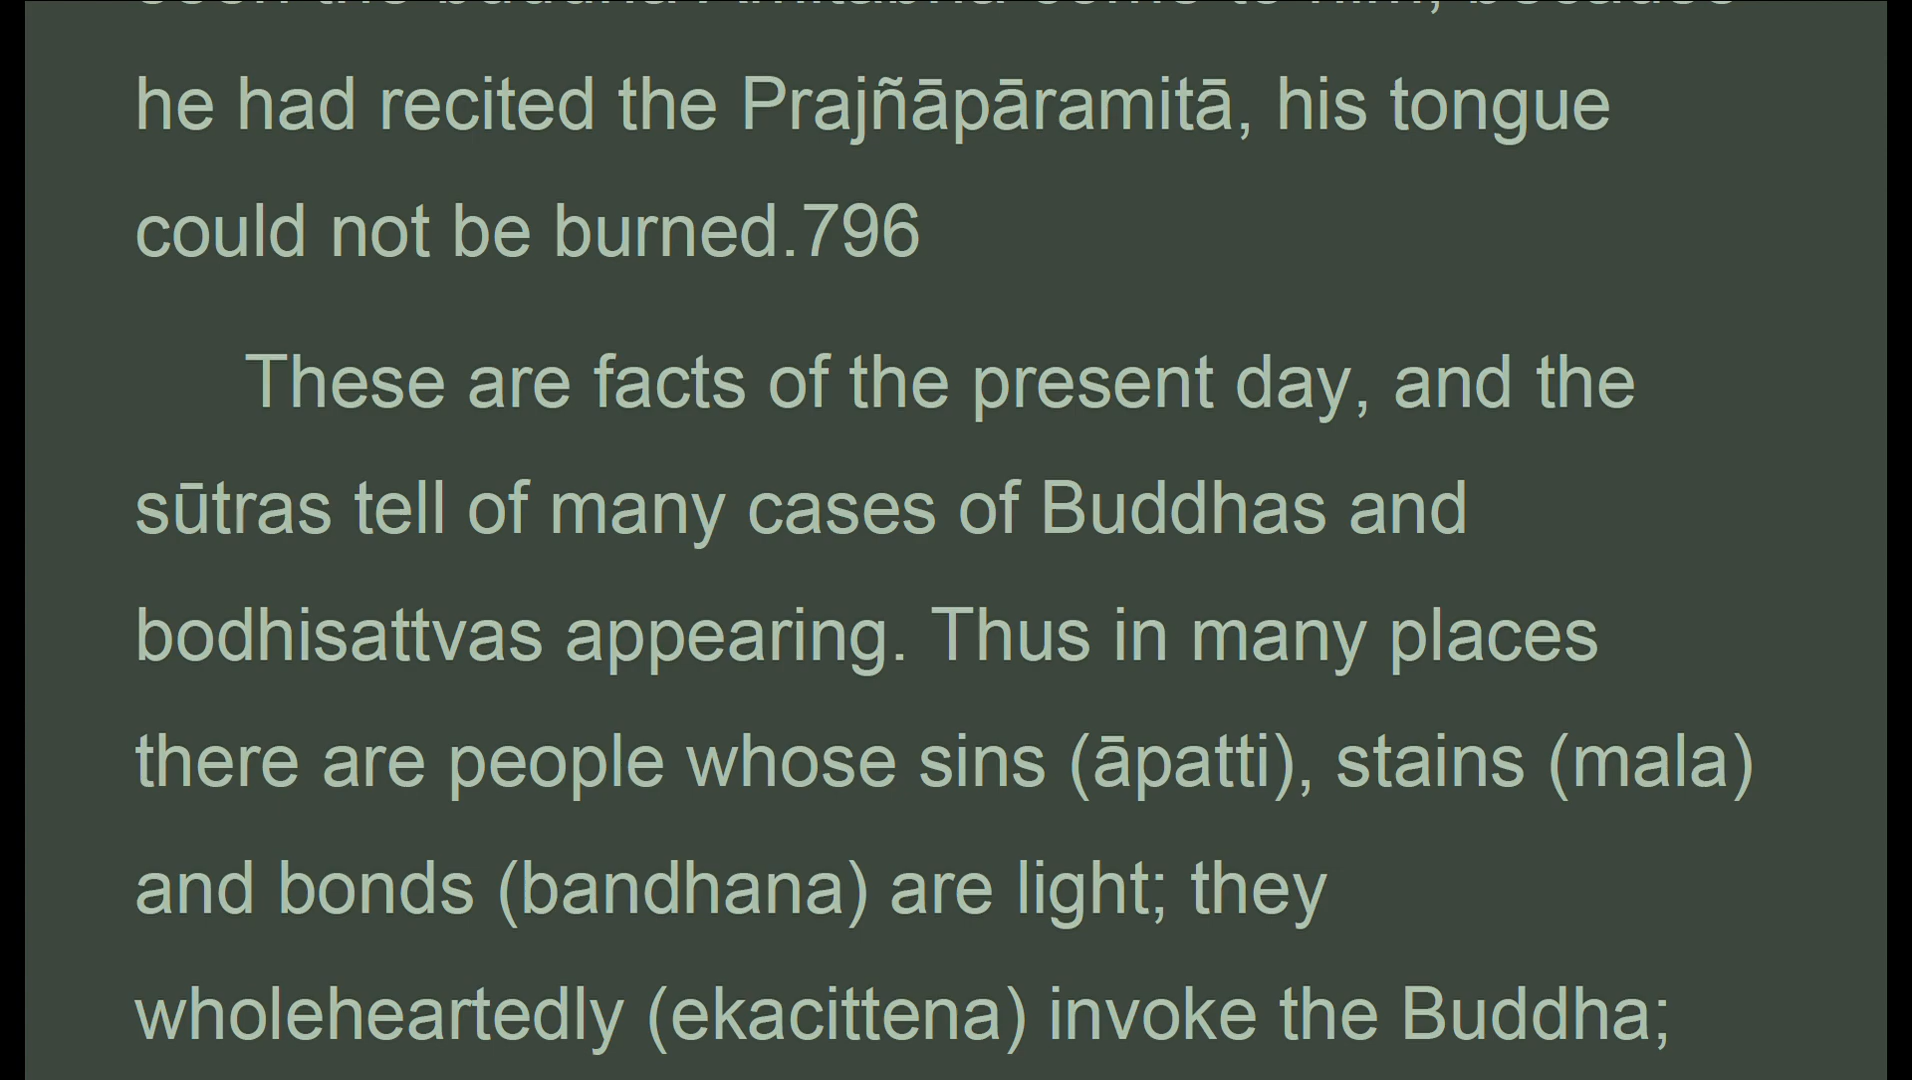 he had recited the Prajñāpāramitā, his tongue
could not be burned.796
These are facts of the present day, and the
sūtras tell of many cases of Buddhas and
bodhisattvas appearing. Thus in many places
there are people whose sins (āpatti), stains (mala)
and bonds (bandhana) are light; they
wholeheartedly (ekacittena) invoke the Buddha;